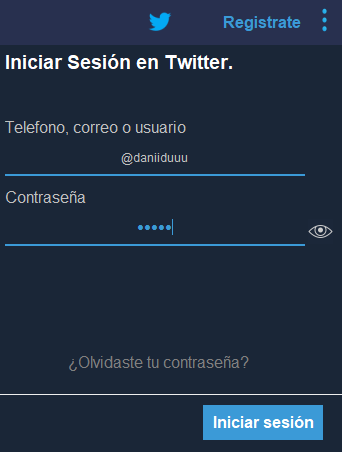 Registrate
Iniciar Sesión en Twitter.
Telefono, correo o usuario
@daniiduuu
Contraseña
•••••
¿Olvidaste tu contraseña?
Iniciar sesión